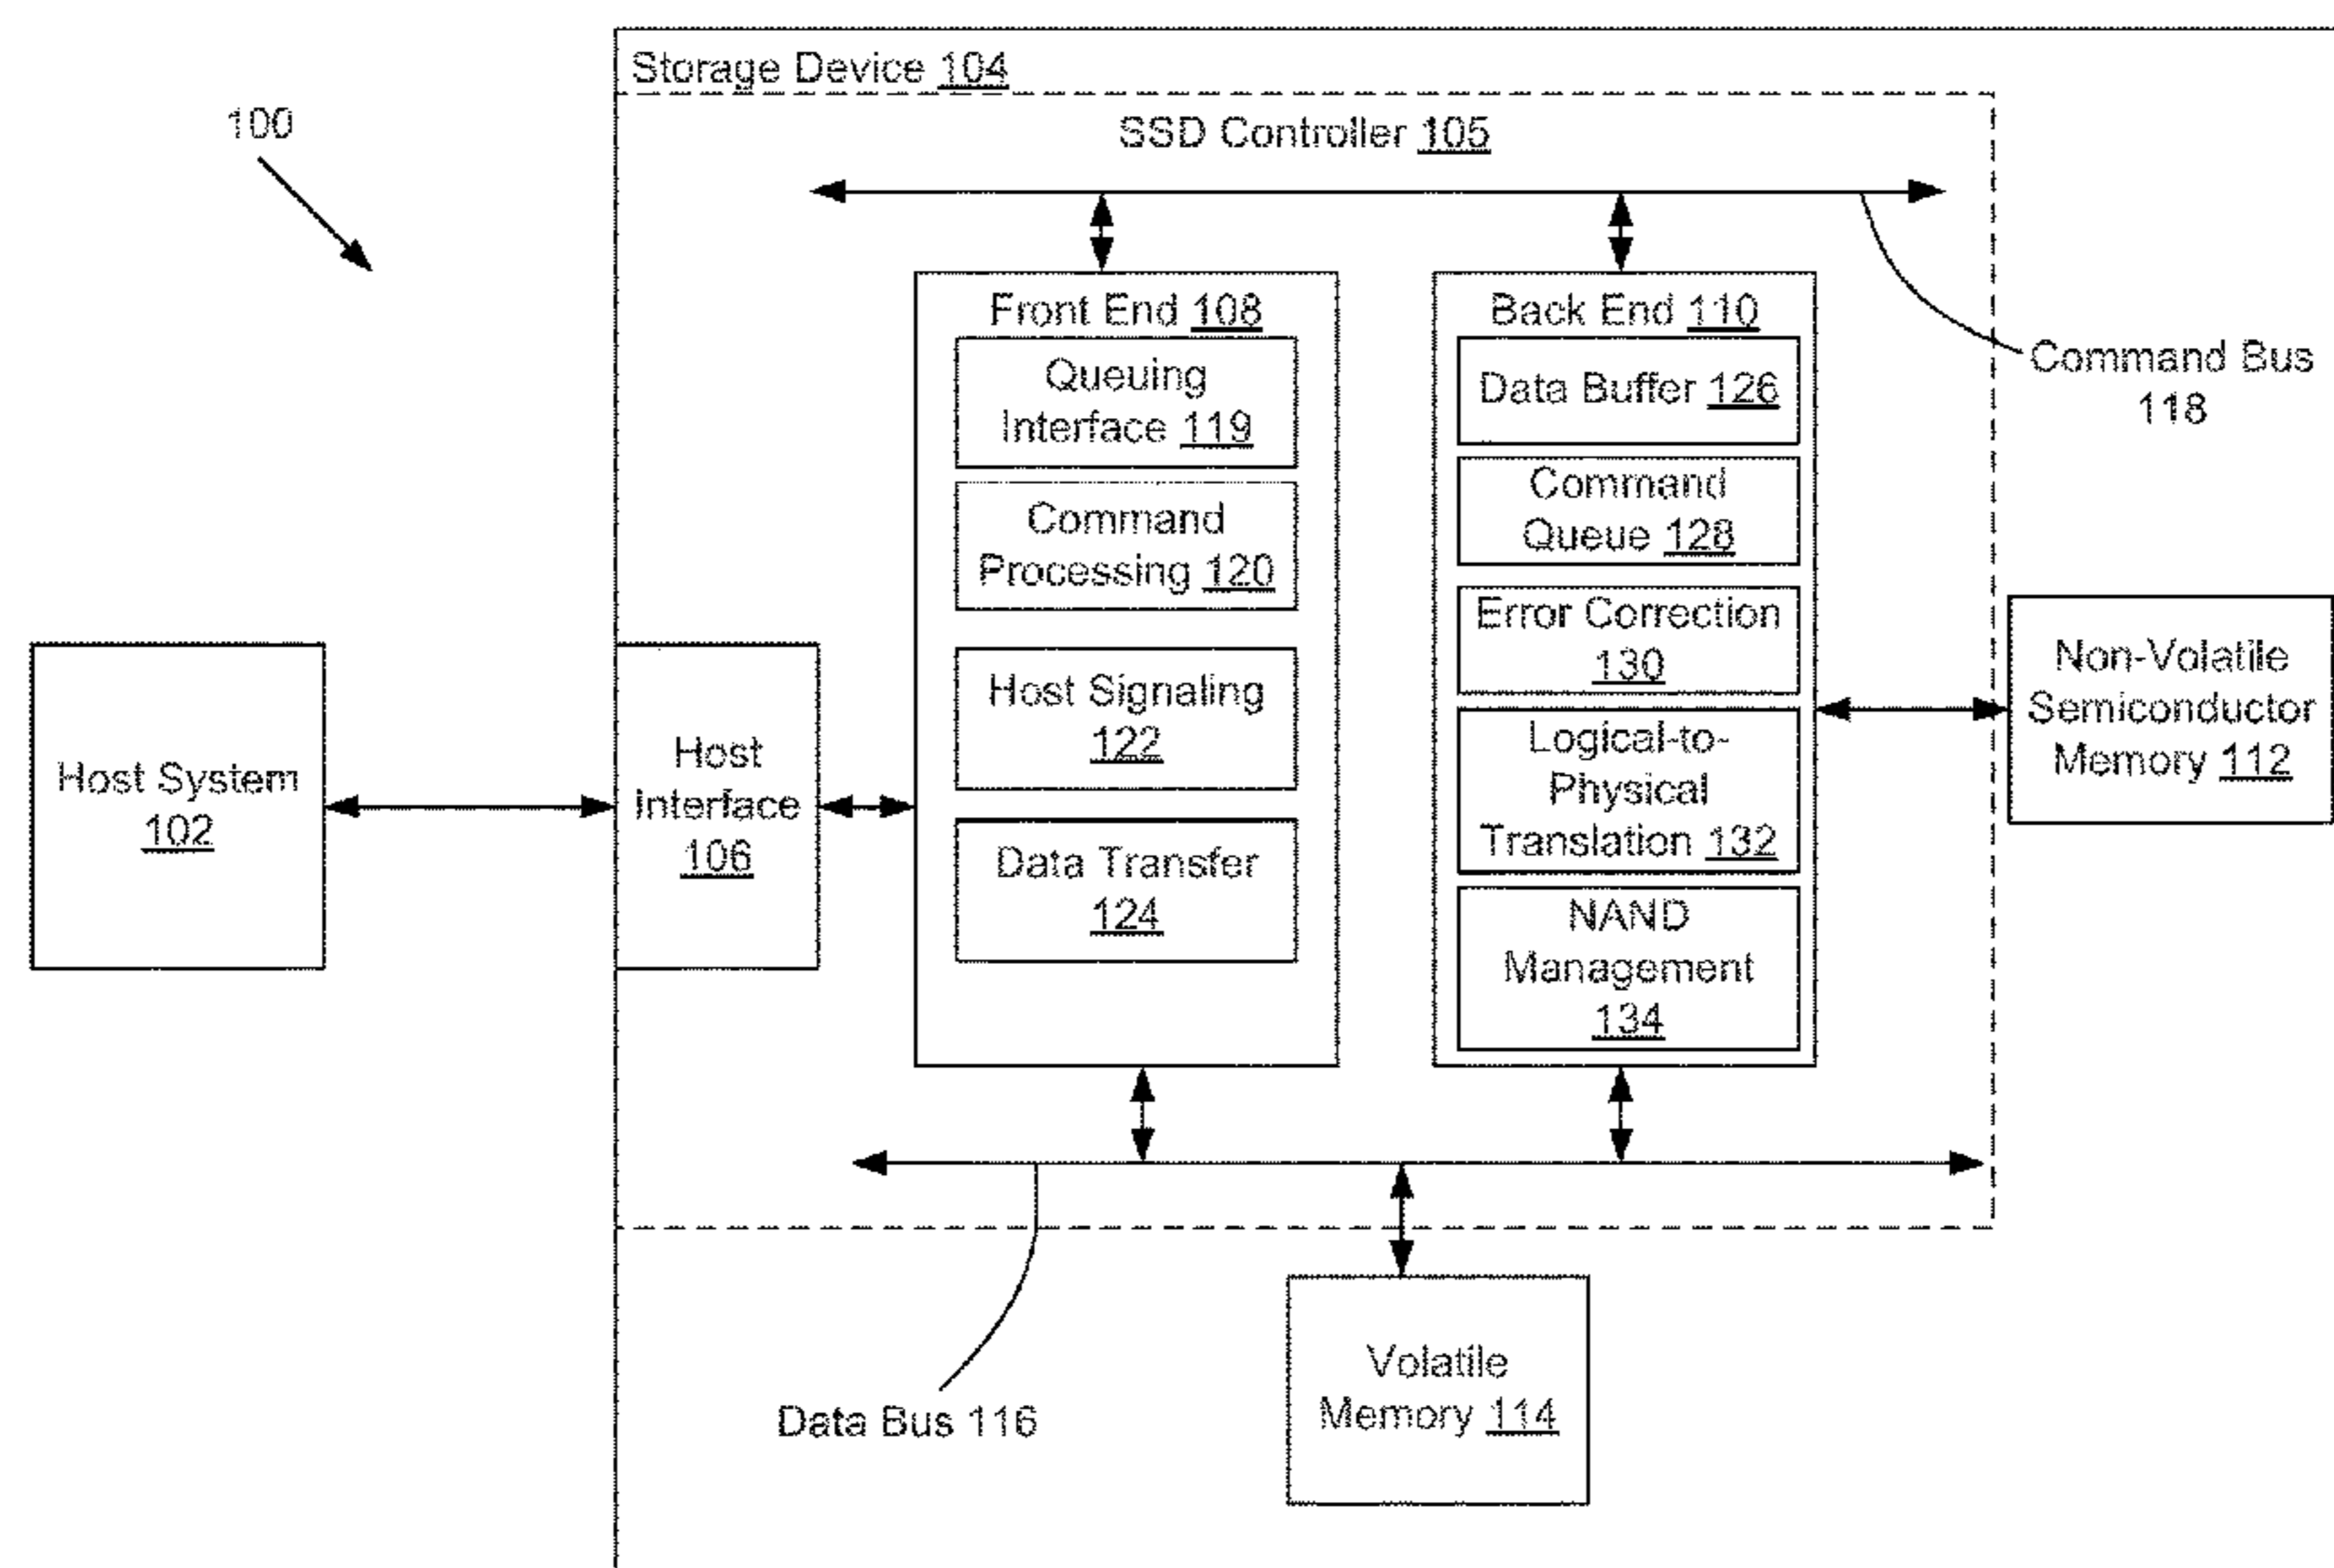 Storage Device 104
100
SSD Controller 105
Front End 108
Queuing
Interface 119
Command
Processing 120
Host Signaling
122
Data Transfer
124
Back End 110
Data Buffer 126
Command
Queue 128
Error Correction
130
Logical-to-
Physical
Translation 132
NAND
Management
134
Command Bus
118
Host System
102
Host
Interface
106
Non-Volatile
Semiconductor
Memory 112
Data Bus 116
Volatile
Memory 114